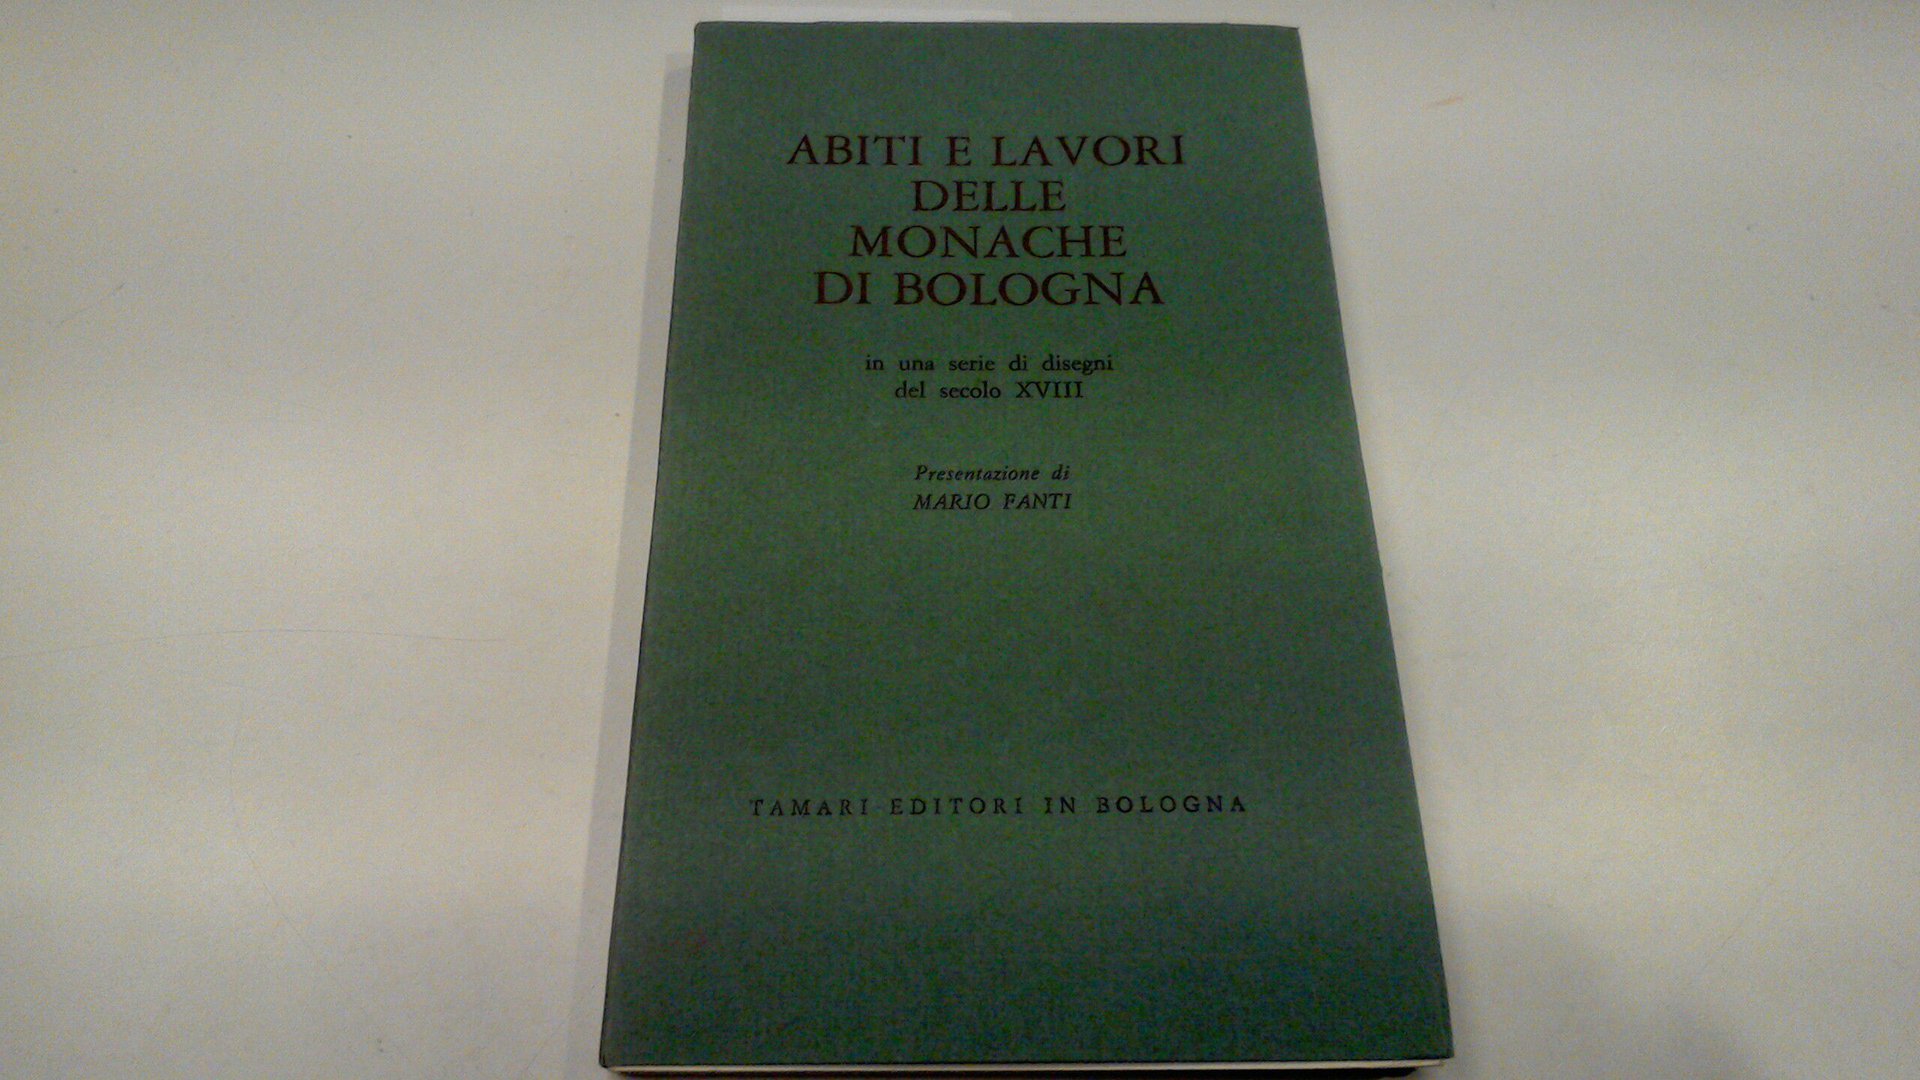 ABITI E LAVORI
DELLE
MONACHE
DI BOLOGNA
in una serie di disegni
del secolo XVIII
Presentazione di
MARIO FANTI
TAMARI EDITORI IN BOLOGNA